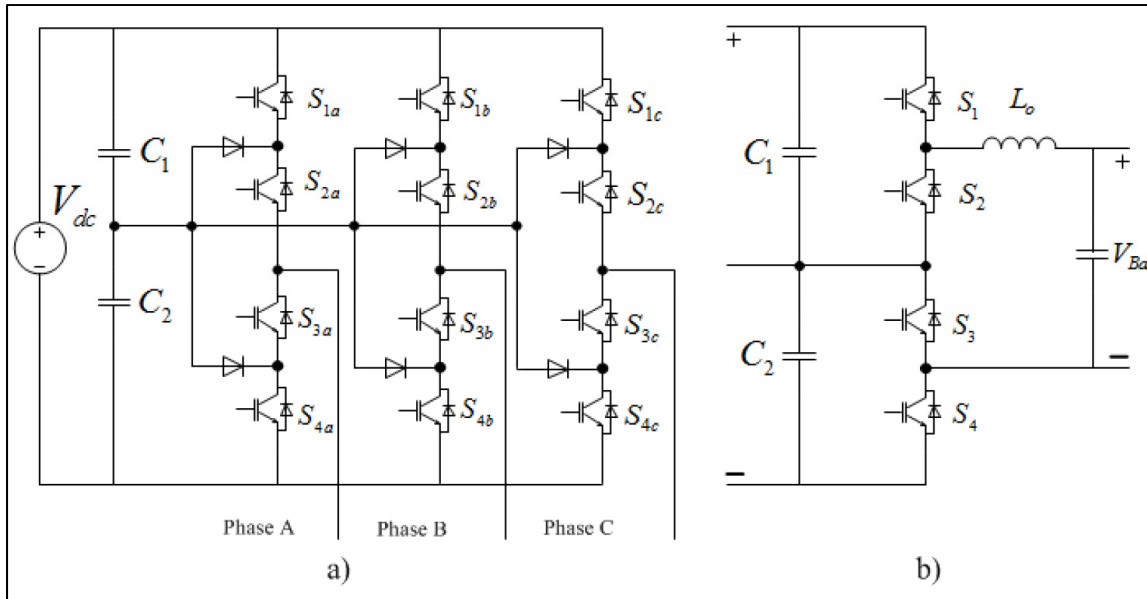 S1a
S1b
S1c
S1
Lo
+
+
C1
C1
S2a
S2b
S2c
S2
+
Vdc
+
−
VBa
C2
S3a
S3b
S3c
S3
C2
−
S4a
S4b
S4c
S4
−
Phase A
Phase B
Phase C
a)
b)